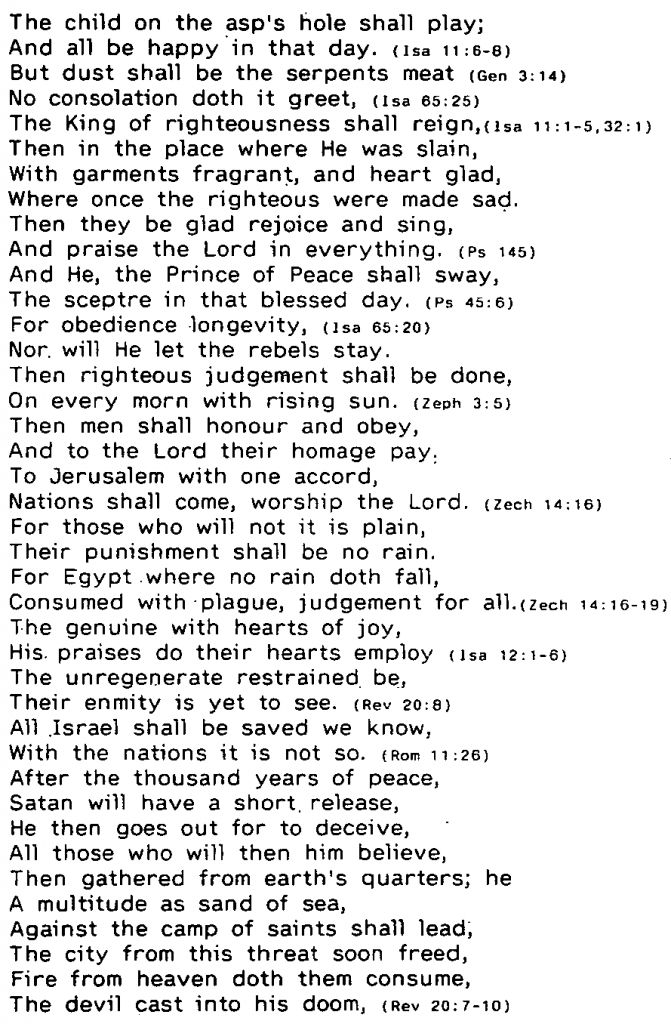 The child on the asp's hole shall play;
And all be happy in that day. (Isa 11:6-8)
But dust shall be the serpents meat (Gen 3:14)
No consolation doth it greet, (Isa 65:25)
The King of righteousness shall reign,(Isa 11:1-5,32:1)
Then in the place where He was slain,
With garments fragrant, and heart glad,
Where once the righteous were made sad.
Then they be glad rejoice and sing,
And praise the Lord in everything. (Ps 145)
And He, the Prince of Peace shall sway,
The sceptre in that blessed day. (Ps 45:6)
For obedience longevity, (Isa 65:20)
Nor will He let the rebels stay.
Then righteous judgement shall be done,
On every morn with rising sun. (Zeph 3:5)
Then men shall honour and obey,
And to the Lord their homage pay.
To Jerusalem with one accord,
Nations shall come, worship the Lord. (Zech 14:16)
For those who will not it is plain,
Their punishment shall be no rain.
For Egypt where no rain doth fall,
Consumed with plague, judgement for all.(Zech 14:16-19)
The genuine with hearts of joy,
His praises do their hearts employ (Isa 12:1-6)
The unregenerate restrained be,
Their enmity is yet to see. (Rev 20:8)
All Israel shall be saved we know,
With the nations it is not so. (Rom 11:26)
After the thousand years of peace,
Satan will have a short release,
He then goes out for to deceive,
All those who will then him believe,
Then gathered from earth's quarters; he
A multitude as sand of sea,
Against the camp of saints shall lead,
The city from this threat soon freed,
Fire from heaven doth them consume,
The devil cast into his doom, (Rev 20:7-10)